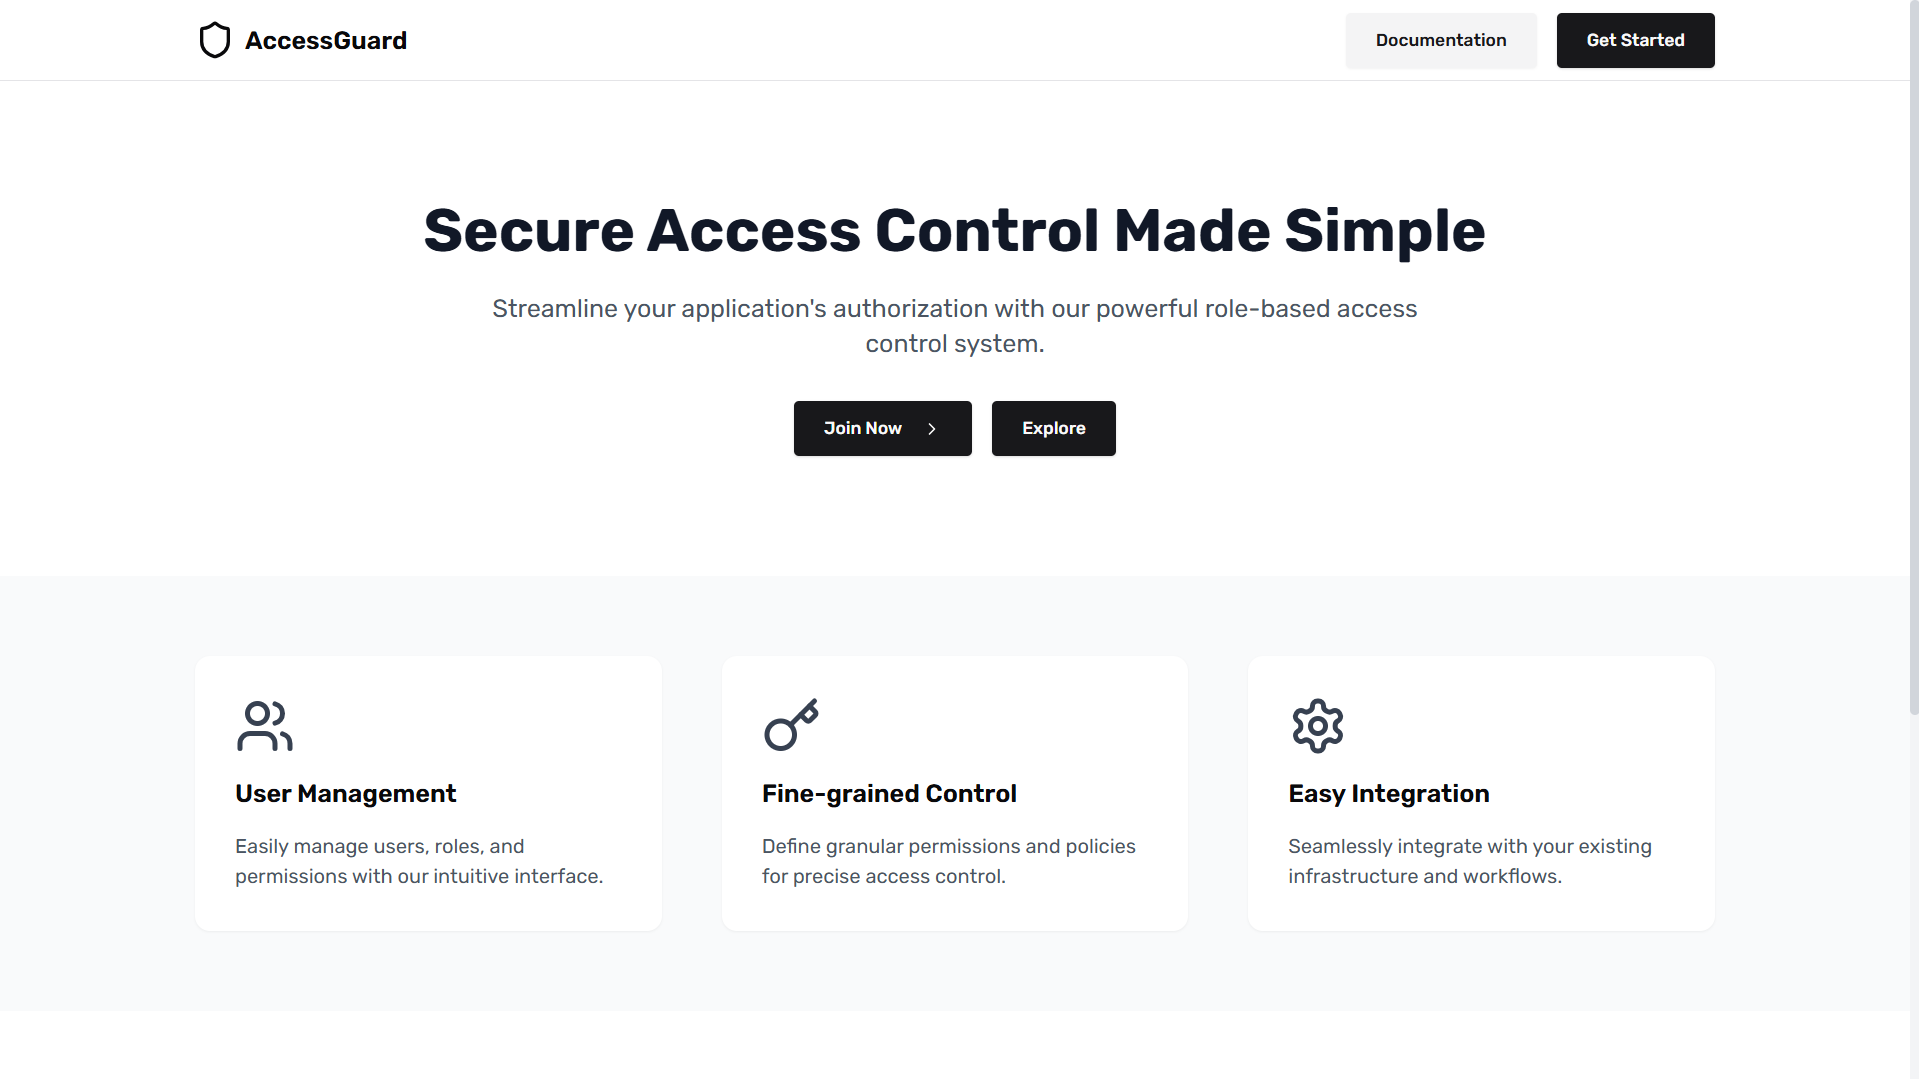 AccessGuard
Documentation
Get Started
Secure Access Control Made Simple
Streamline your application's authorization with our powerful role-based access
control system.
Join Now
Explore
User Management
Easily manage users, roles, and
permissions with our intuitive interface.
Fine-grained Control
Define granular permissions and policies
for precise access control.
Easy Integration
Seamlessly integrate with your existing
infrastructure and workflows.